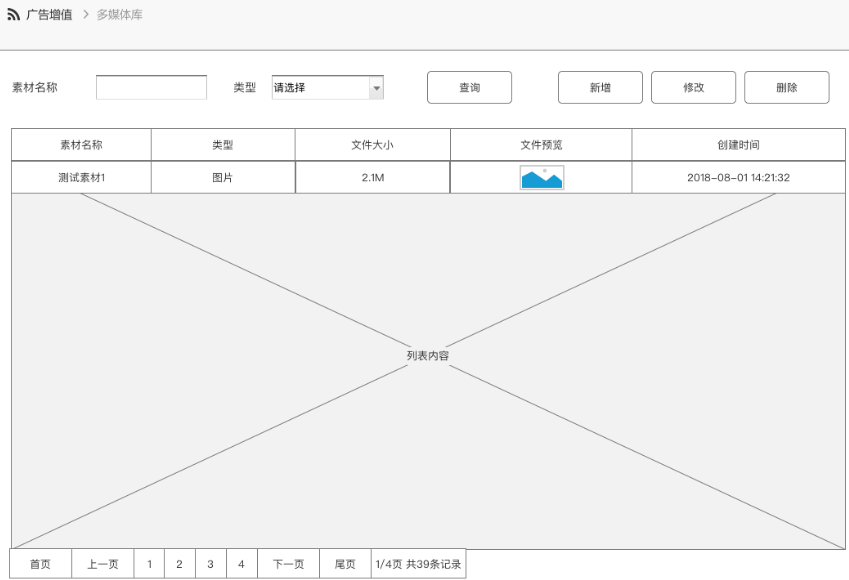 广告增值 > 多媒体库
素材名称 类型 请选择 查询 新增 修改 删除
素材名称 类型 文件大小 文件预览 创建时间
测试素材1 图片 2.1M 2018-08-01 14:21:32
列表内容
首页 上一页 1 2 3 4 下一页 尾页 1/4页 共39条记录